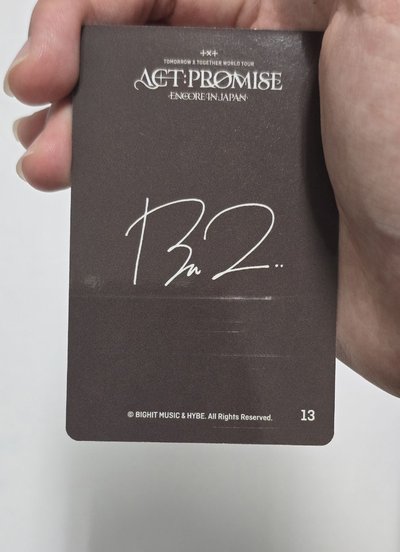 +×+
TOMORROW X TOGETHER WORLD TOUR
ACT:PROMISE
-ENCORE IN JAPAN-
© BIGHIT MUSIC & HYBE. All Rights Reserved.
13